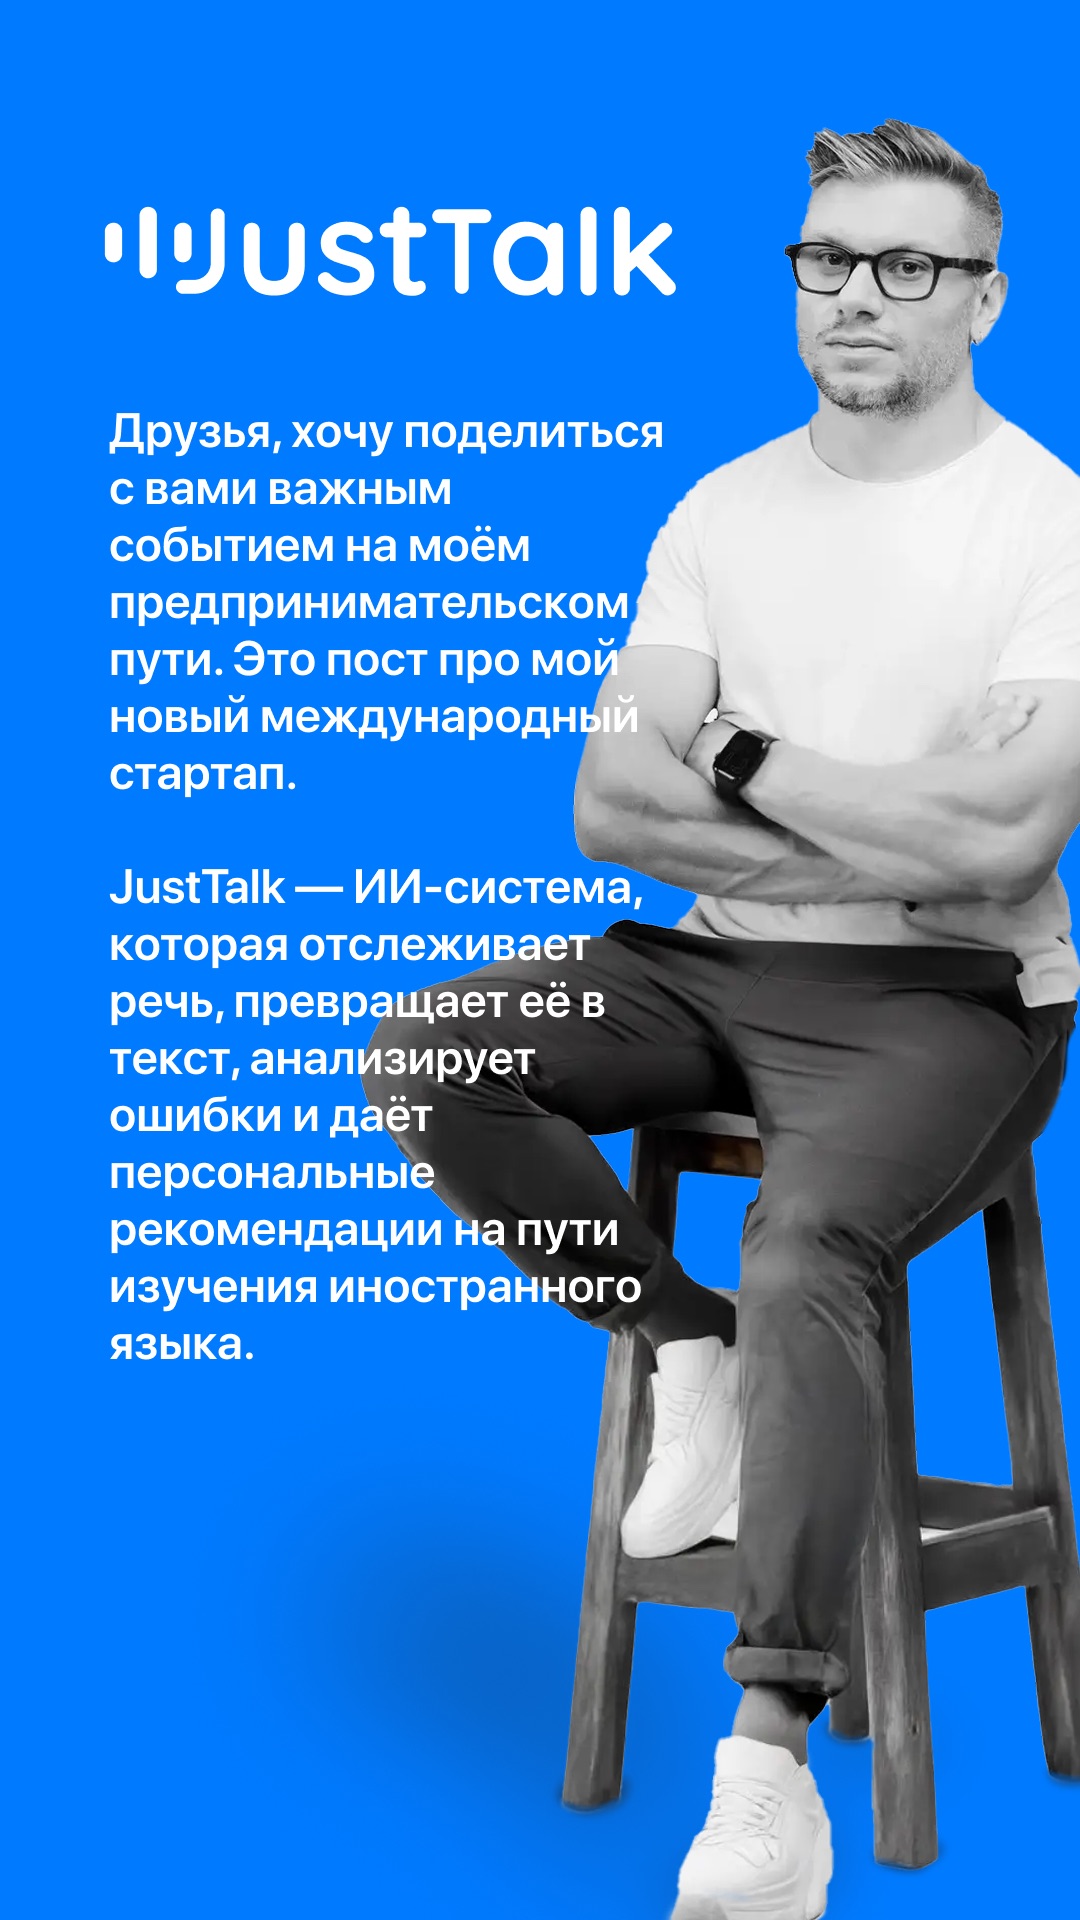 JustTalk
Друзья, хочу поделиться
с вами важным
событием на моём
предпринимательском
пути. Это пост про мой
новый международный
стартап.
JustTalk — ИИ-система,
которая отслеживает
речь, превращает её в
текст, анализирует
ошибки и даёт
персональные
рекомендации на пути
изучения иностранного
языка.